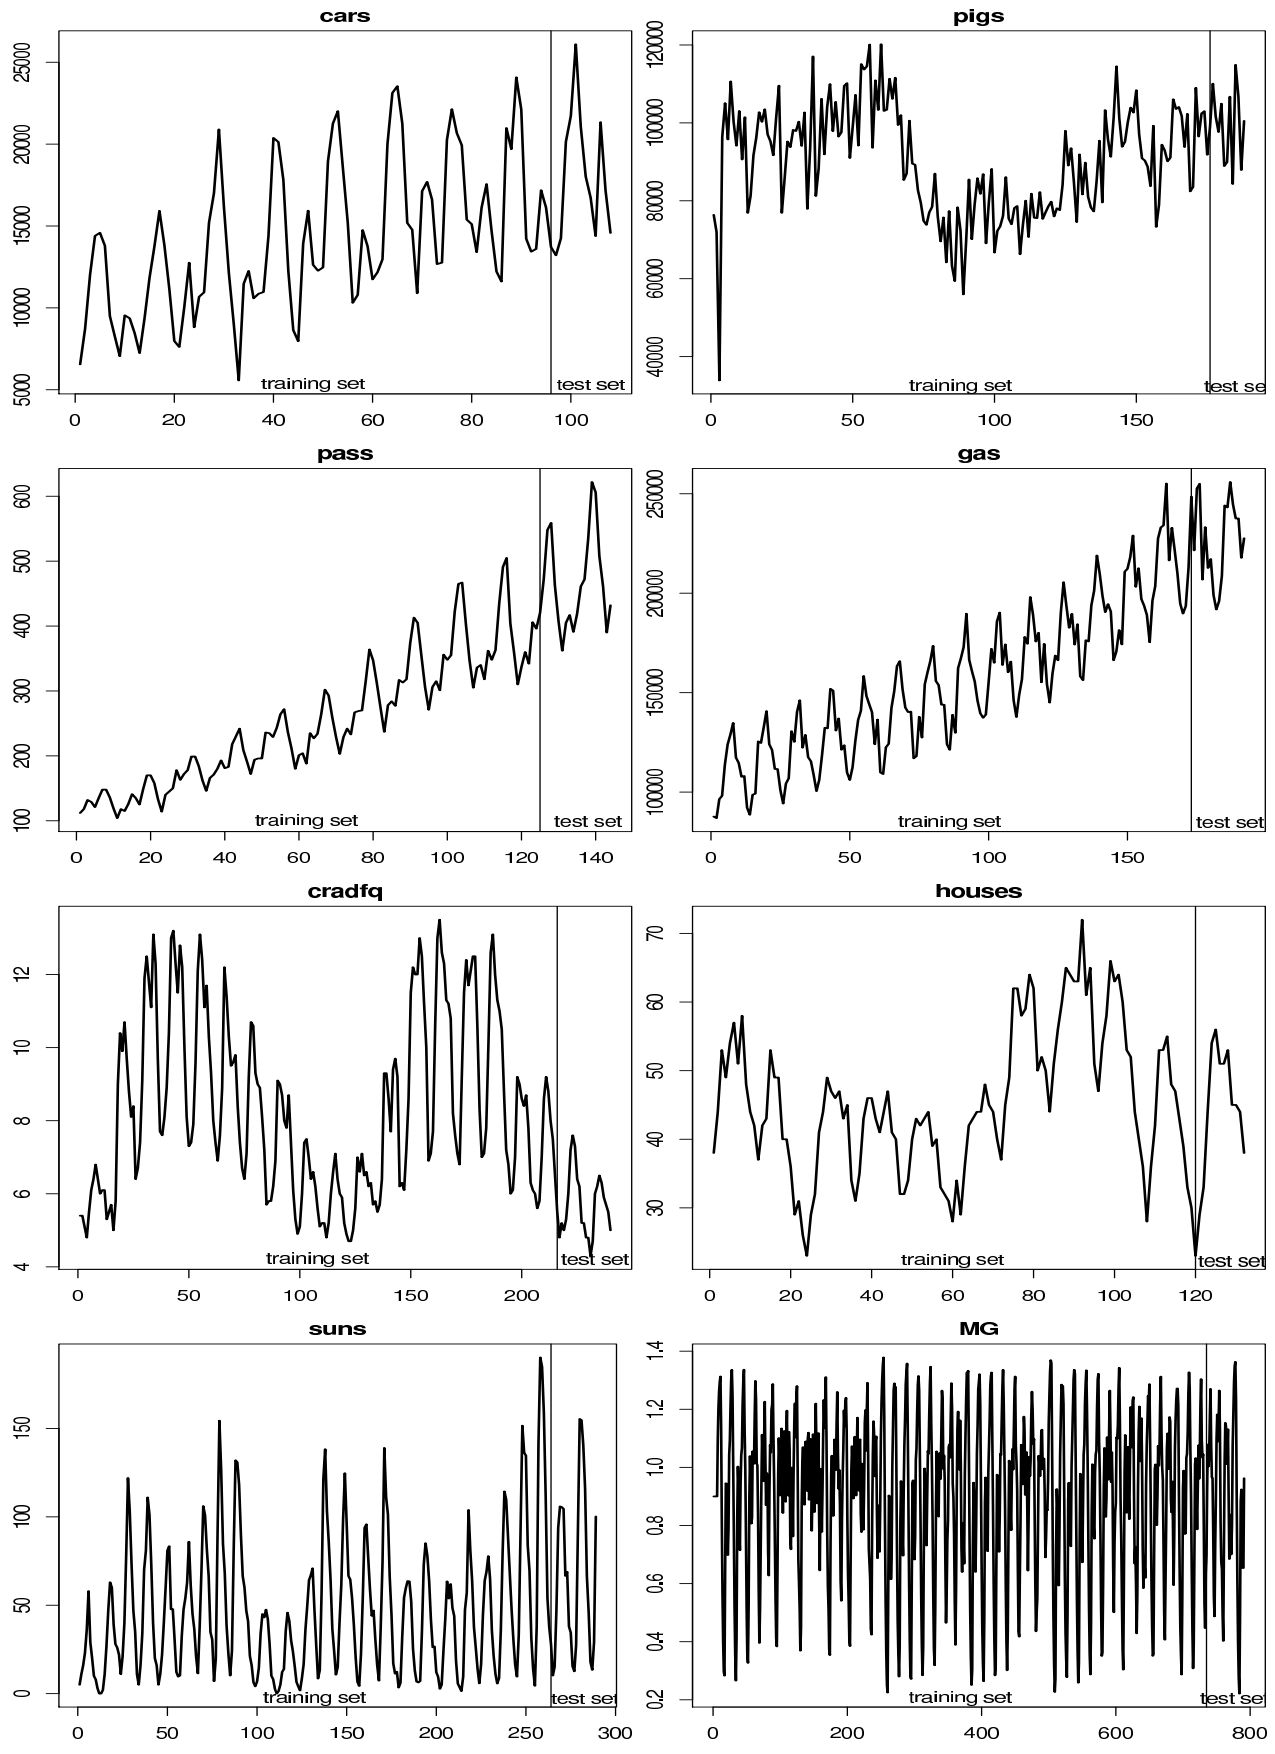 cars
5000 10000 15000 20000 25000
training set test set
0 20 40 60 80 100
pigs
40000 60000 80000 100000 120000
training set test se
0 50 100 150
pass
100 200 300 400 500 600
training set test set
0 20 40 60 80 100 120 140
gas
100000 150000 200000 250000
training set test set
0 50 100 150
cradfq
4 6 8 10 12
training set test set
0 50 100 150 200
houses
30 40 50 60 70
training set test set
0 20 40 60 80 100 120
suns
0 50 100 150
training set test set
0 50 100 150 200 250 300
MG
0.2 0.4 0.6 0.8 1.0 1.2 1.4
training set test set
0 200 400 600 800